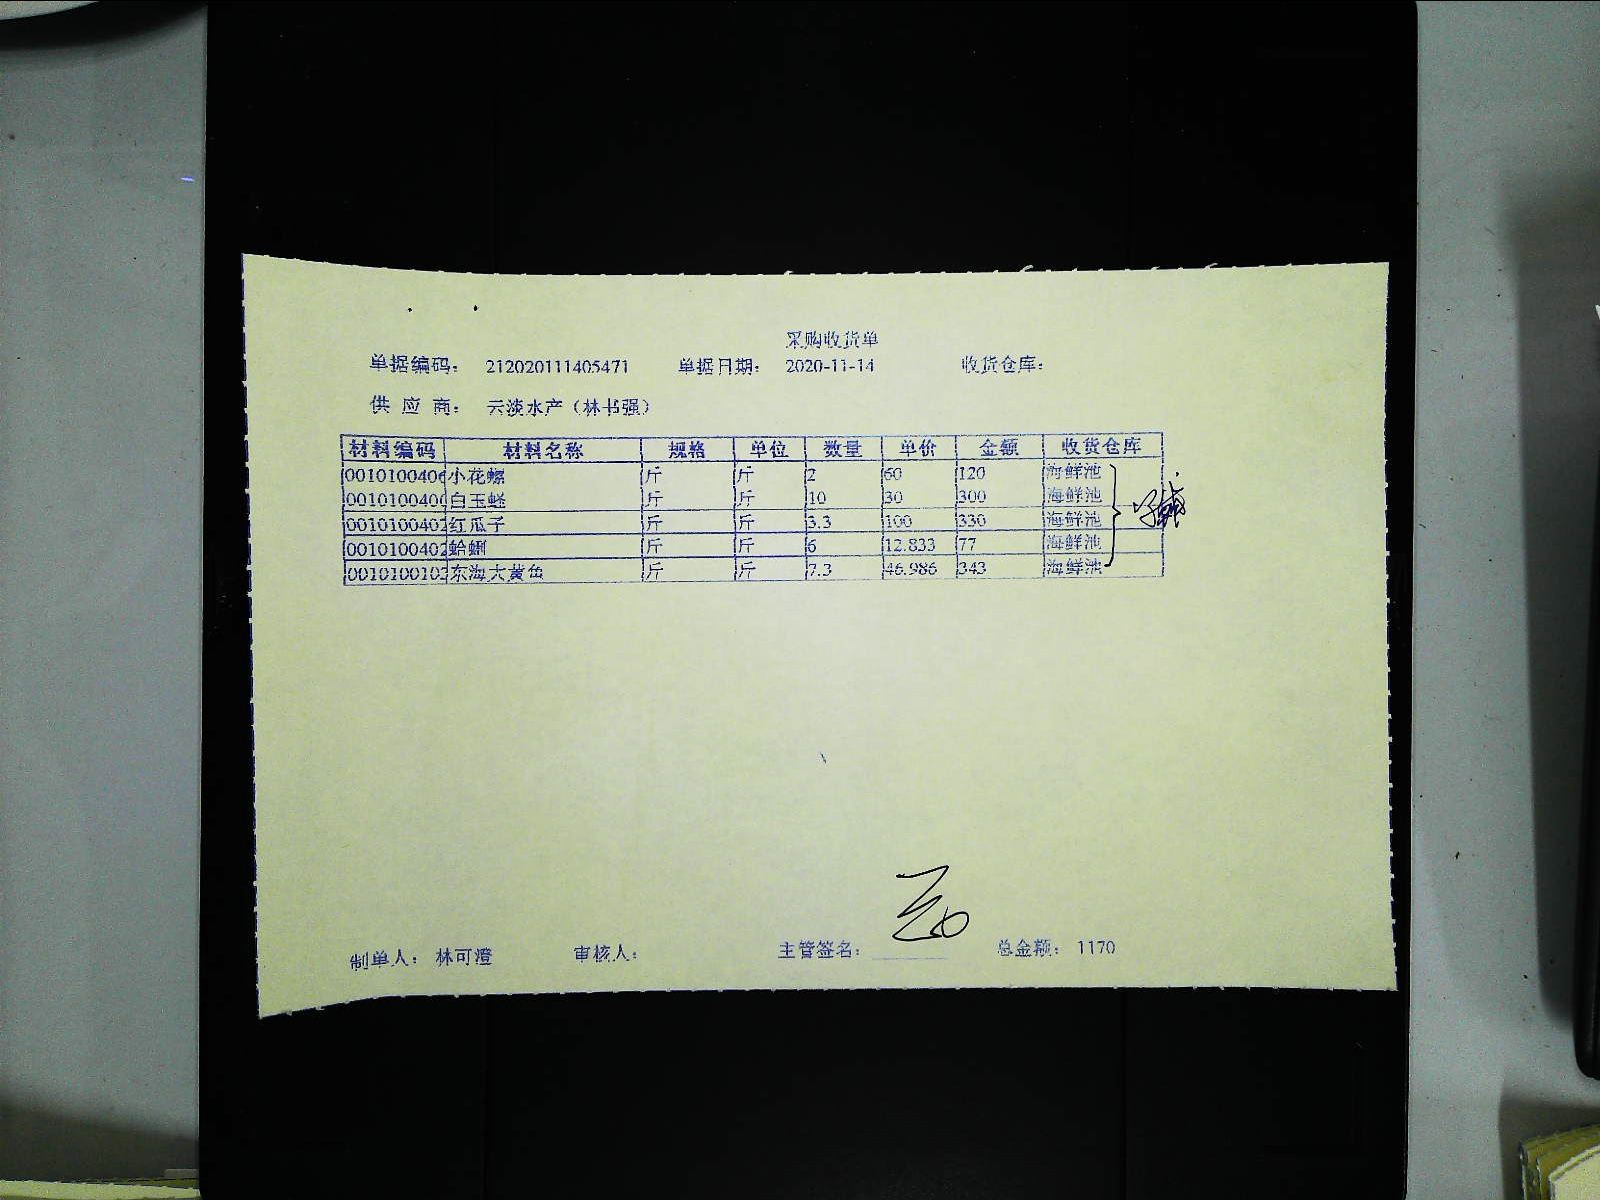 采购收货单
单据编码： 212020111405471 单据日期： 2020-11-14 收货仓库：
供 应 商： 云淡水产（林书强）
材料编码 材料名称 规格 单位 数量 单价 金额 收货仓库
0010100406 小花螺 斤 斤 2 60 120 海鲜池
001010040 白玉蛏 斤 斤 10 30 300 海鲜池
001010040 红瓜子 斤 斤 3.3 100 330 海鲜池
001010040 蛤蜊 斤 斤 6 12.833 77 海鲜池
001010010 东海大黄鱼 斤 斤 7.3 46.986 343 海鲜池
制单人： 林可澄 审核人： 主管签名： 总金额： 1170